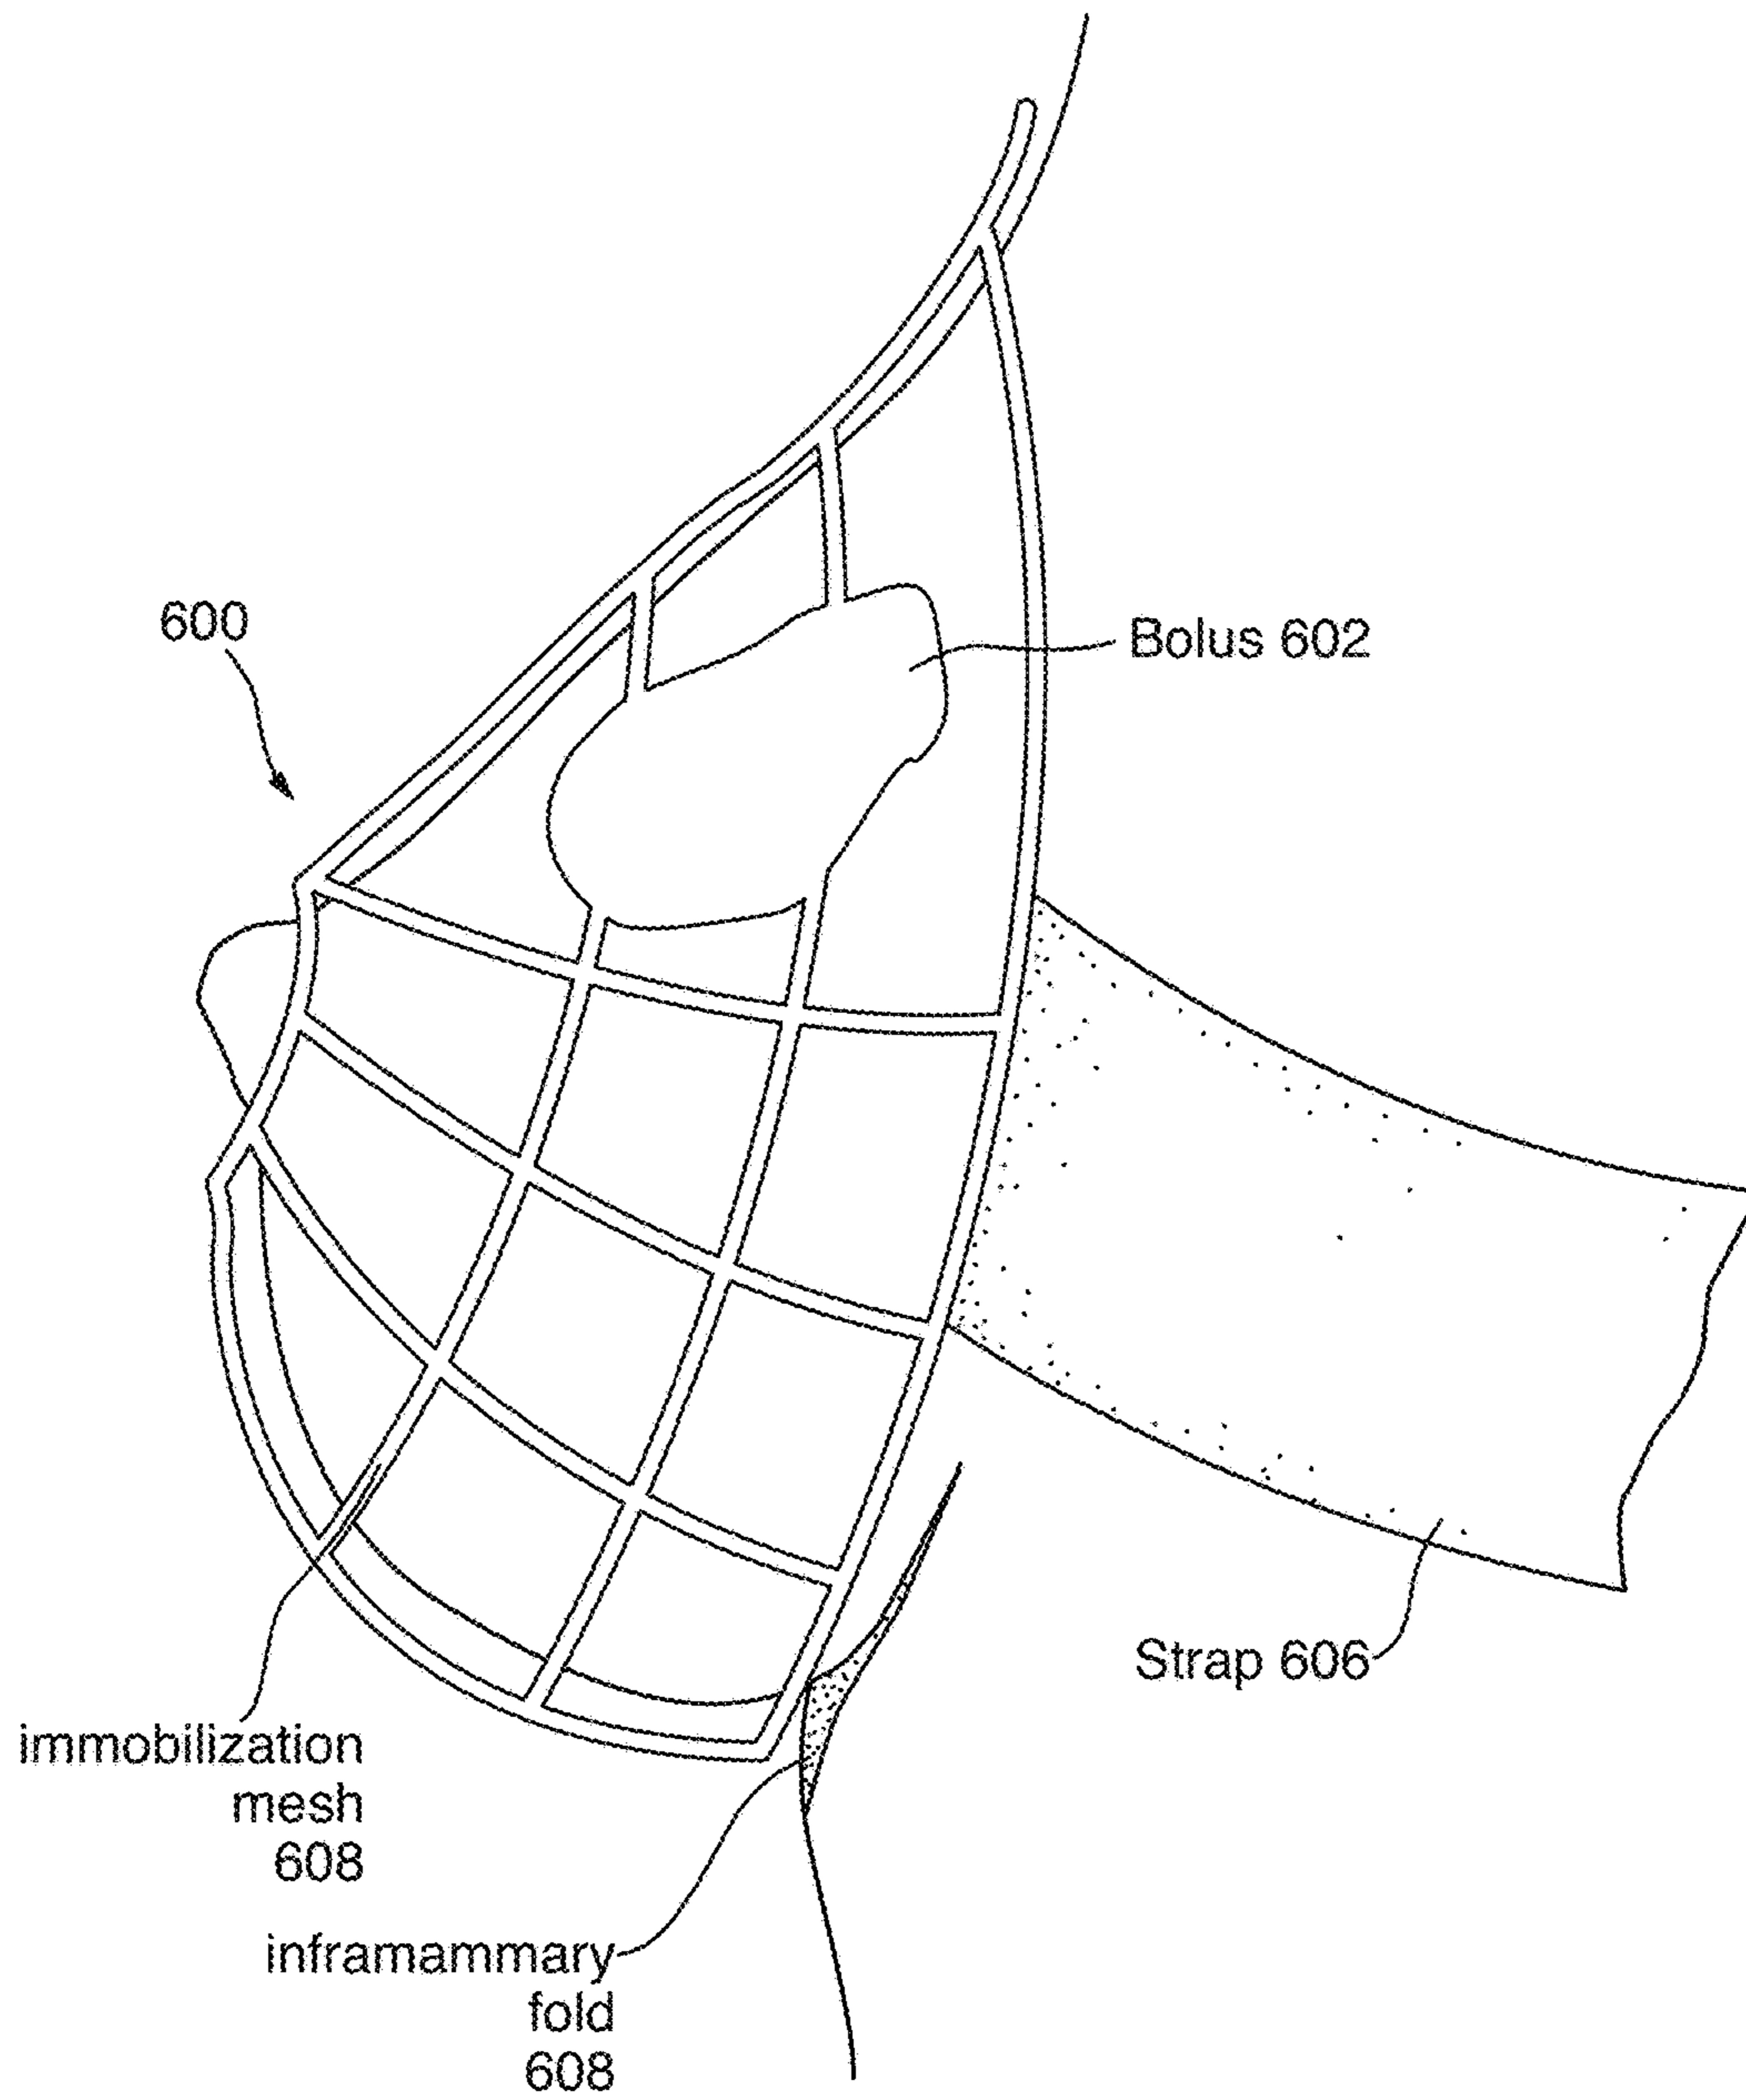 600
Bolus 602
Strap 606
immobilization
mesh
608
inframammary
fold
608